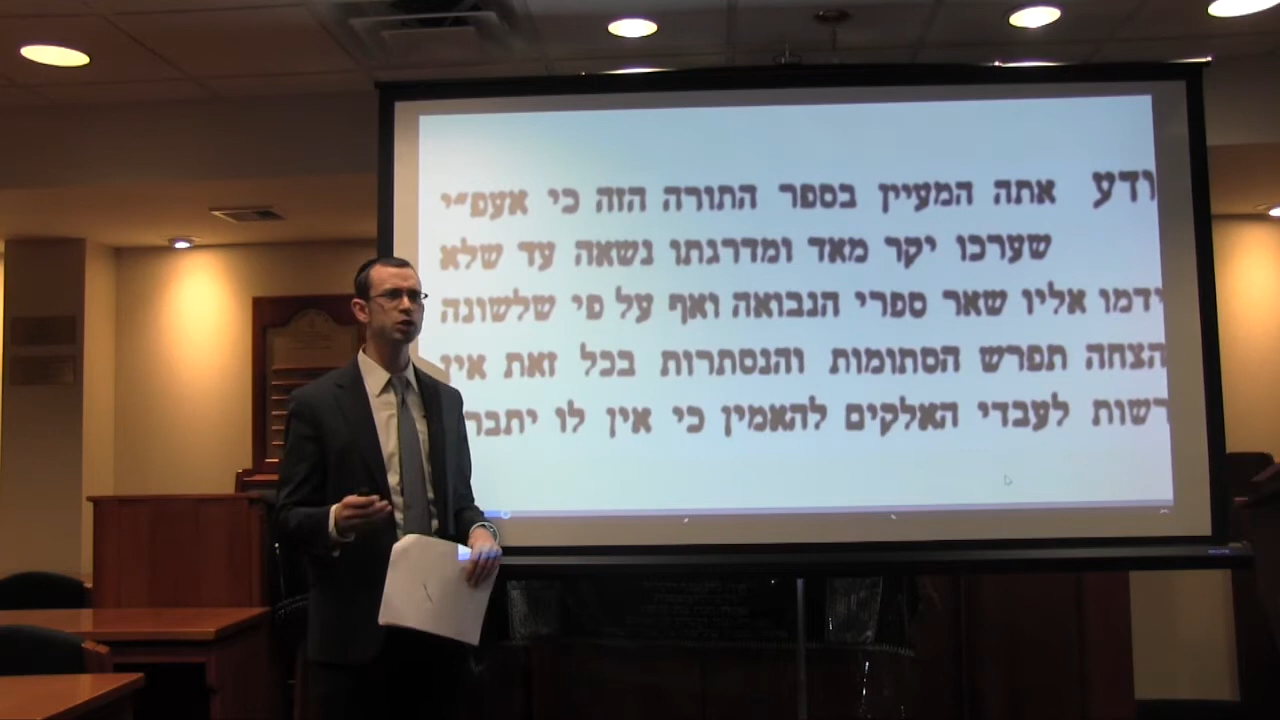 ודע אתה המעיין בספר התורה הזה כי אעפ״י
שערכו יקר מאד ומדרגתו נשאה עד שלא
ידמו אליו שאר ספרי הנבואה ואף על פי שלשונה
הצחה תפרש הסתומות והנסתרות בכל זאת אין
רשות לעבדי האלקים להאמין כי אין לו יתבר